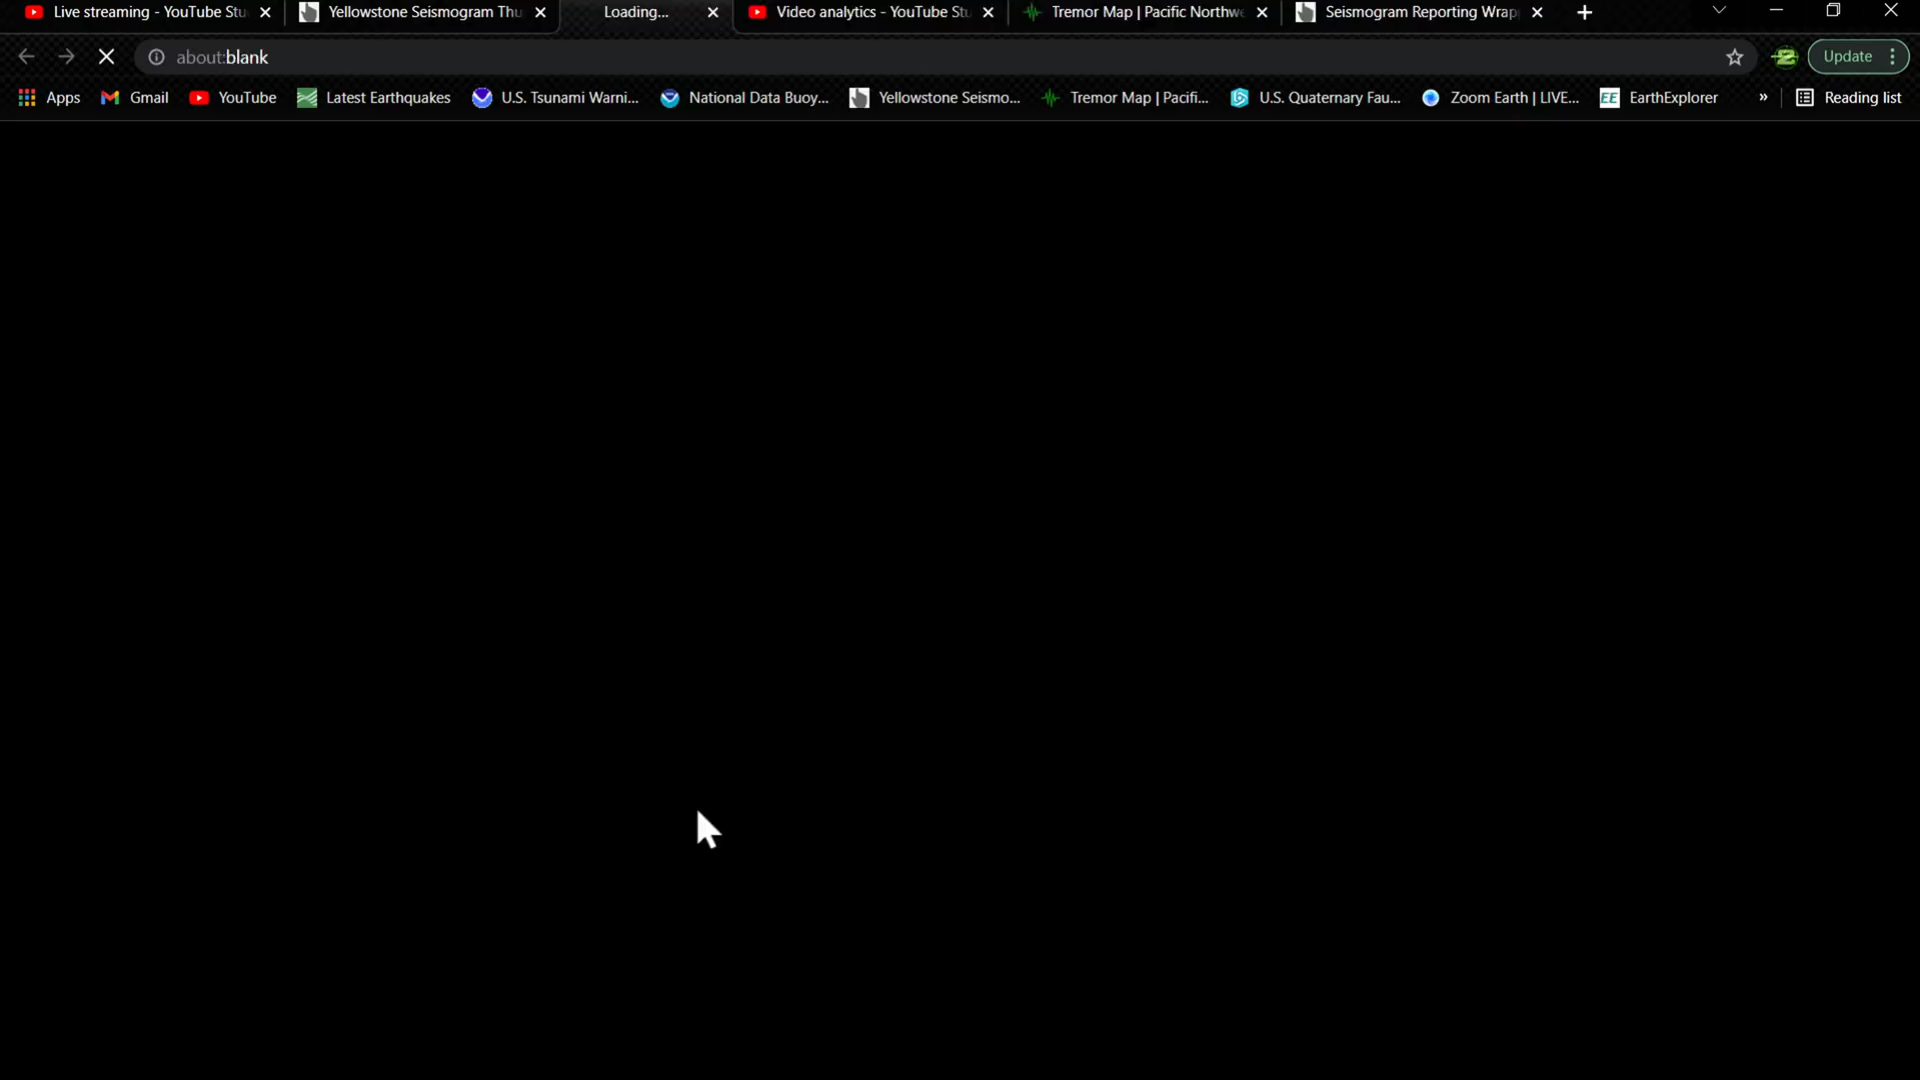 Live streaming - YouTube Stu
Yellowstone Seismogram Thu
Loading...
Video analytics - YouTube Stu
Tremor Map | Pacific Northwe
Seismogram Reporting Wrap
about:blank
Update
Apps
Gmail
YouTube
Latest Earthquakes
U.S. Tsunami Warni...
National Data Buoy...
Yellowstone Seismo...
Tremor Map | Pacifi...
U.S. Quaternary Fau...
Zoom Earth | LIVE...
EE EarthExplorer
»
Reading list